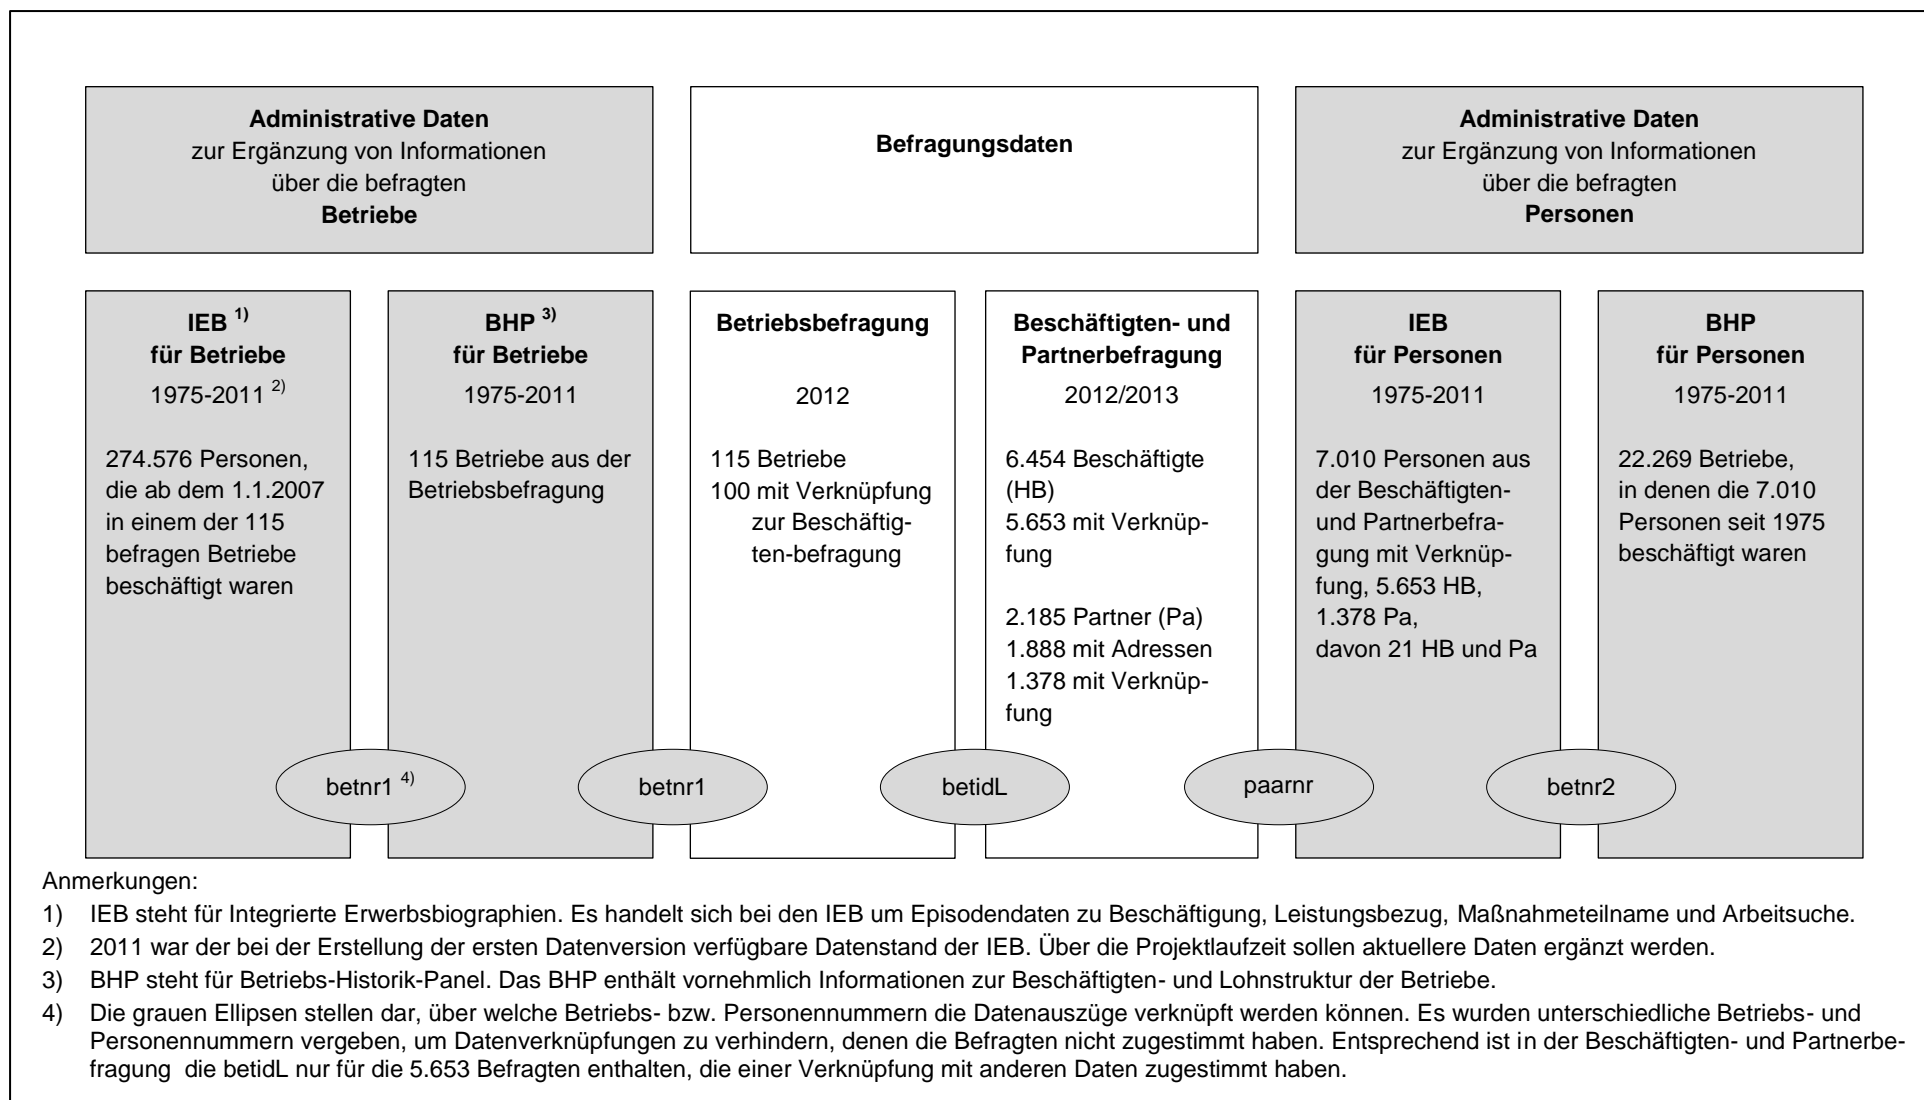 Administrative Daten
zur Ergänzung von Informationen
über die befragten
Betriebe
Befragungsdaten
Administrative Daten
zur Ergänzung von Informationen
über die befragten
Personen
IEB 1)
für Betriebe
1975-2011 2)
274.576 Personen,
die ab dem 1.1.2007
in einem der 115
befragen Betriebe
beschäftigt waren
BHP 3)
für Betriebe
1975-2011
115 Betriebe aus der
Betriebsbefragung
Betriebsbefragung
2012
115 Betriebe
100 mit Verknüpfung
zur Beschäftig-
ten-befragung
Beschäftigten- und
Partnerbefragung
2012/2013
6.454 Beschäftigte
(HB)
5.653 mit Verknüp-
fung
2.185 Partner (Pa)
1.888 mit Adressen
1.378 mit Verknüp-
fung
IEB
für Personen
1975-2011
7.010 Personen aus
der Beschäftigten-
und Partnerbefra-
gung mit Verknüp-
fung, 5.653 HB,
1.378 Pa,
davon 21 HB und Pa
BHP
für Personen
1975-2011
22.269 Betriebe,
in denen die 7.010
Personen seit 1975
beschäftigt waren
betnr1 4)
betnr1
betidL
paarnr
betnr2
Anmerkungen:
1) IEB steht für Integrierte Erwerbsbiographien. Es handelt sich bei den IEB um Episodendaten zu Beschäftigung, Leistungsbezug, Maßnahmeteilname und Arbeitsuche.
2) 2011 war der bei der Erstellung der ersten Datenversion verfügbare Datenstand der IEB. Über die Projektlaufzeit sollen aktuellere Daten ergänzt werden.
3) BHP steht für Betriebs-Historik-Panel. Das BHP enthält vornehmlich Informationen zur Beschäftigten- und Lohnstruktur der Betriebe.
4) Die grauen Ellipsen stellen dar, über welche Betriebs- bzw. Personennummern die Datenauszüge verknüpft werden können. Es wurden unterschiedliche Betriebs- und
Personennummern vergeben, um Datenverknüpfungen zu verhindern, denen die Befragten nicht zugestimmt haben. Entsprechend ist in der Beschäftigten- und Partnerbe-
fragung die betidL nur für die 5.653 Befragten enthalten, die einer Verknüpfung mit anderen Daten zugestimmt haben.